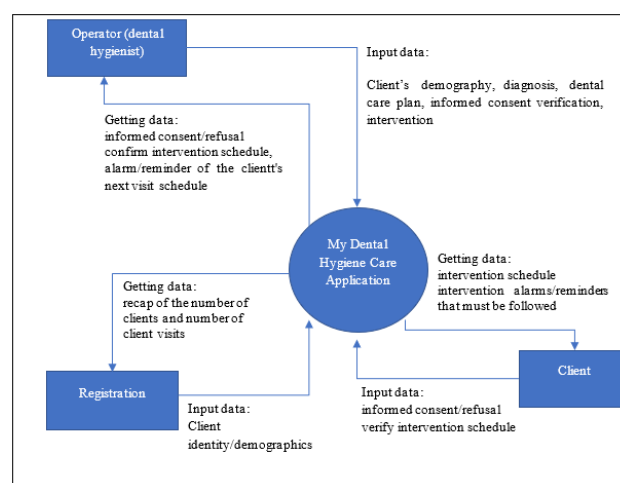 Operator (dental
hygienist)
Input data:
Client's demography, diagnosis, dental
care plan, informed consent verification,
intervention
Getting data:
informed consent/refusal
confirm intervention schedule,
alarm/reminder of the clientt's
next visit schedule
My Dental
Hygiene Care
Application
Getting data:
intervention schedule
intervention alarms/reminders
that must be followed
Getting data:
recap of the number of
clients and number of
client visits
Registration
Input data:
Client
identity/demographics
Client
Input data:
informed consent/refusal
verify intervention schedule